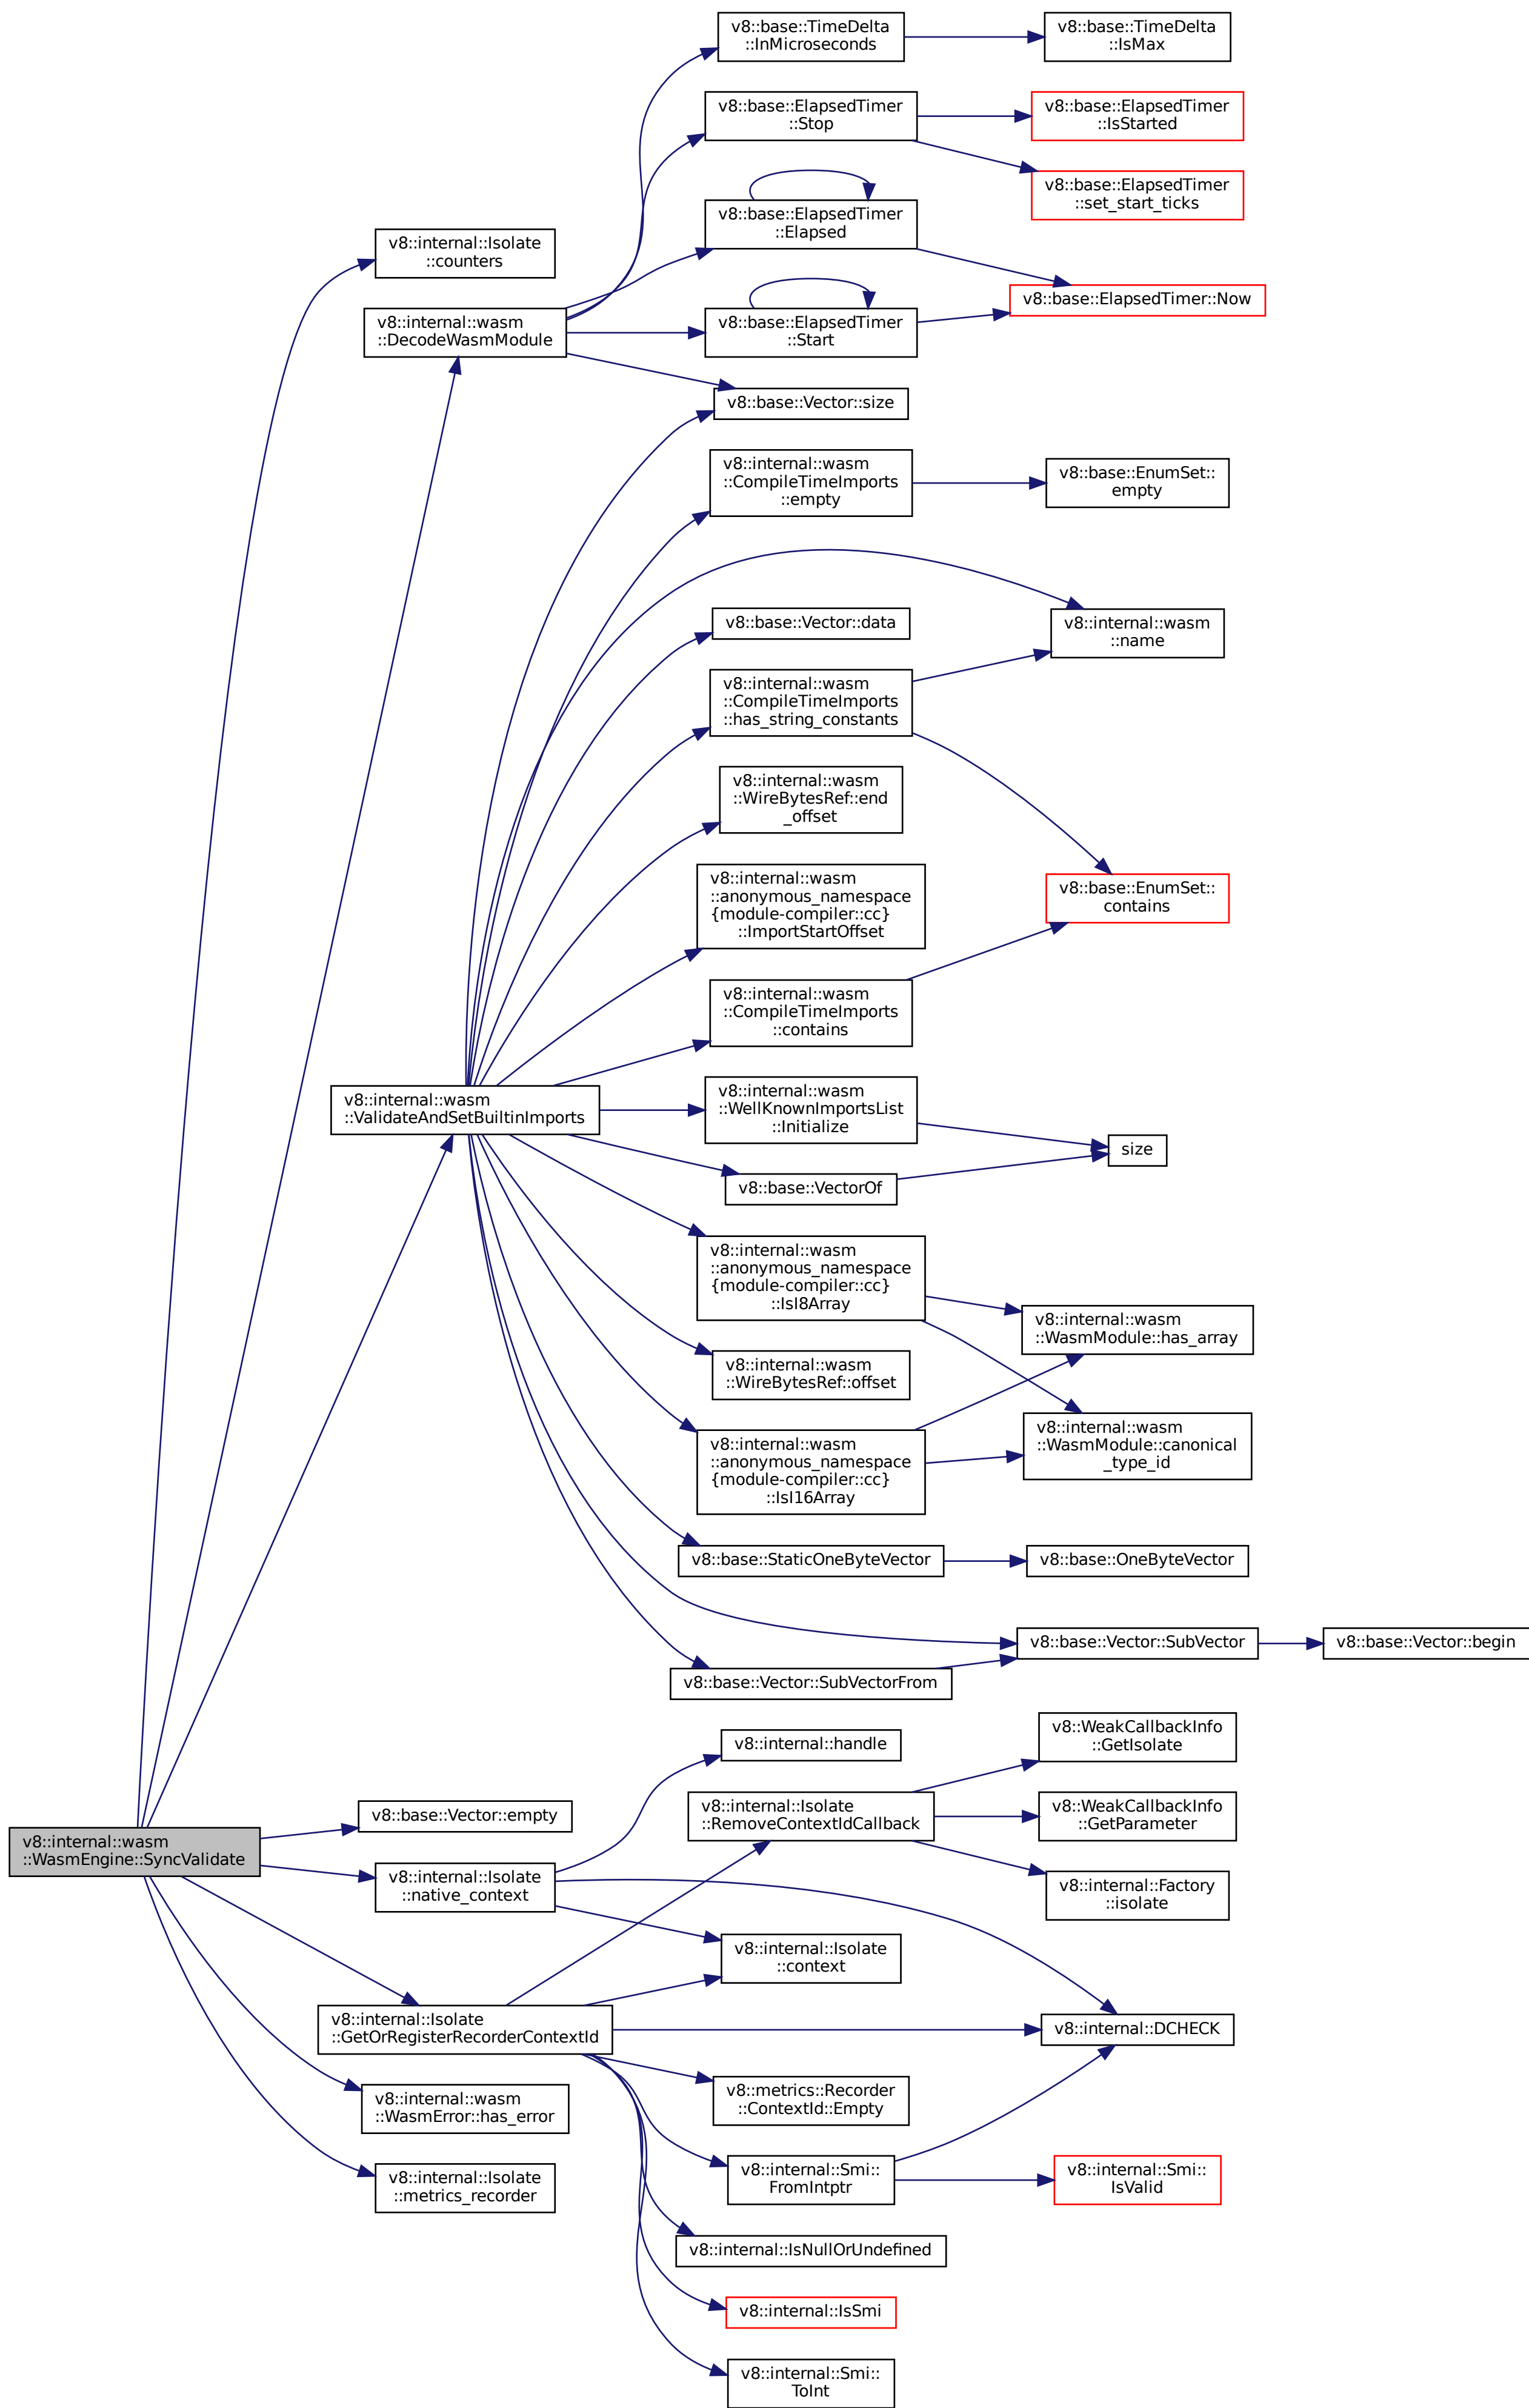 v8::base::TimeDelta
::InMicroseconds
v8::base::TimeDelta
::IsMax
v8::base::ElapsedTimer
::Stop
v8::base::ElapsedTimer
::IsStarted
v8::base::ElapsedTimer
::set_start_ticks
v8::base::ElapsedTimer
::Elapsed
v8::internal::Isolate
::counters
v8::base::ElapsedTimer::Now
v8::internal::wasm
::DecodeWasmModule
v8::base::ElapsedTimer
::Start
v8::base::Vector::size
v8::internal::wasm
::CompileTimeImports
::empty
v8::base::EnumSet::
empty
v8::base::Vector::data
v8::internal::wasm
::name
v8::internal::wasm
::CompileTimeImports
::has_string_constants
v8::internal::wasm
::WireBytesRef::end
_offset
v8::internal::wasm
::anonymous_namespace
{module-compiler::cc}
::ImportStartOffset
v8::base::EnumSet::
contains
v8::internal::wasm
::CompileTimeImports
::contains
v8::internal::wasm
::ValidateAndSetBuiltinImports
v8::internal::wasm
::WellKnownImportsList
::Initialize
size
v8::base::VectorOf
v8::internal::wasm
::anonymous_namespace
{module-compiler::cc}
::IsI8Array
v8::internal::wasm
::WasmModule::has_array
v8::internal::wasm
::WireBytesRef::offset
v8::internal::wasm
::WasmModule::canonical
_type_id
v8::internal::wasm
::anonymous_namespace
{module-compiler::cc}
::IsI16Array
v8::base::StaticOneByteVector
v8::base::OneByteVector
v8::base::Vector::SubVector
v8::base::Vector::begin
v8::base::Vector::SubVectorFrom
v8::internal::handle
v8::WeakCallbackInfo
::GetIsolate
v8::base::Vector::empty
v8::internal::Isolate
::RemoveContextIdCallback
v8::WeakCallbackInfo
::GetParameter
v8::internal::wasm
::WasmEngine::SyncValidate
v8::internal::Isolate
::native_context
v8::internal::Factory
::isolate
v8::internal::Isolate
::context
v8::internal::Isolate
::GetOrRegisterRecorderContextId
v8::internal::DCHECK
v8::internal::wasm
::WasmError::has_error
v8::metrics::Recorder
::ContextId::Empty
v8::internal::Isolate
::metrics_recorder
v8::internal::Smi::
FromIntptr
v8::internal::Smi::
IsValid
v8::internal::IsNullOrUndefined
v8::internal::IsSmi
v8::internal::Smi::
ToInt